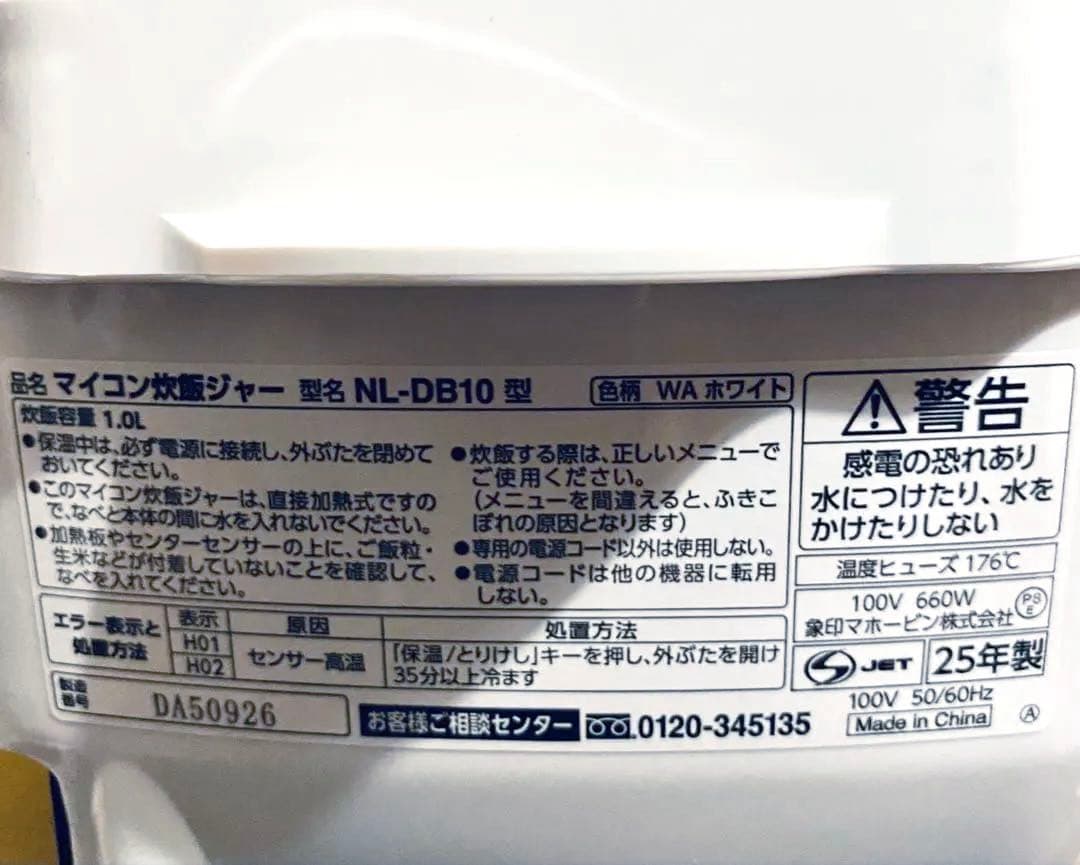 品名 マイコン炊飯ジャー 型名 NL-DB10 型 色柄 WA ホワイト
炊飯容量 1.0L
●保温中は、必ず電源に接続し、外ぶたを閉めて
おいてください。
●このマイコン炊飯ジャーは、直接加熱式ですの
で、なべと本体の間に水を入れないでください。
●加熱板やセンターセンサーの上に、ご飯粒・
生米などが付着していないことを確認して、
なべを入れてください。
●炊飯する際は、正しいメニューで
ご使用ください。
(メニューを間違えると、ふきこ
ぼれの原因となります)
●専用の電源コード以外は使用しない。
●電源コードは他の機器に転用
しない。
エラー表示と
処置方法
表示 原因 処置方法
H01
H02
センサー高温
「保温/とりけし」キーを押し、外ぶたを開け
35分以上冷ます
製造
番号
DA50926
お客様ご相談センター 0120-345135
警告
感電の恐れあり
水につけたり、水を
かけたりしない
温度ヒューズ 176℃
100V 660W
象印マホービン株式会社
PS
E
JET
25年製
100V 50/60Hz
Made in China
A